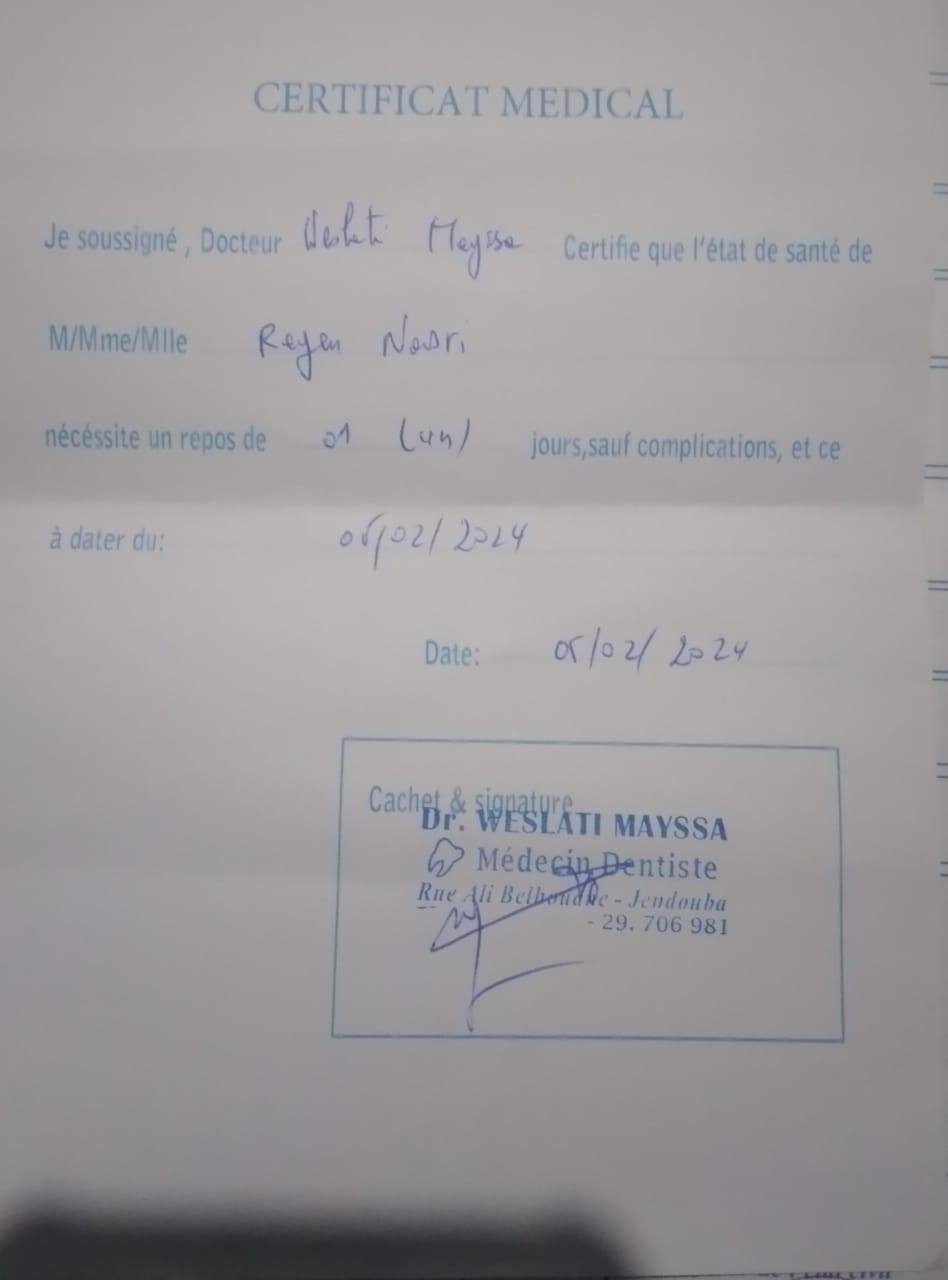 CERTIFICAT MEDICAL
Je soussigné , Docteur Weslati Mayssa Certifie que l'état de santé de
M/Mme/Mlle Reyen Nasri
nécéssite un repos de 01 (un) jours,sauf complications, et ce
à dater du: 05/02/2024
Date: 05/02/2024
Cachet & signature
Dr. WESLATI MAYSSA
Médecin Dentiste
Rue Ali - Jendouba
- 29. 706 981